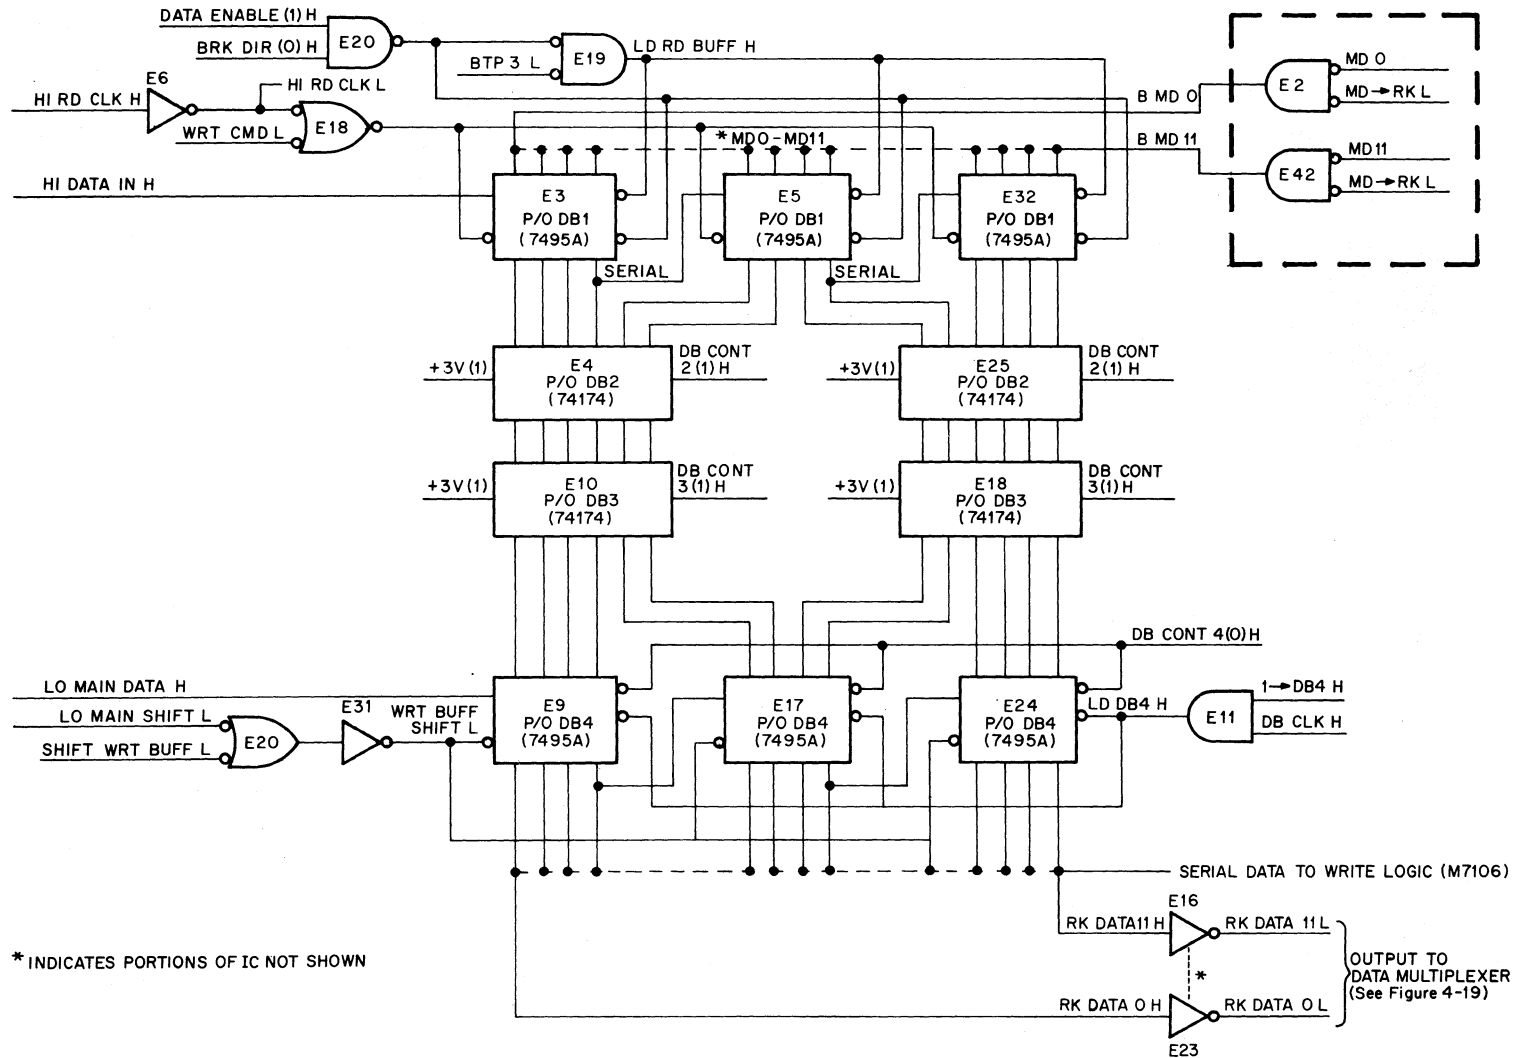 DATA ENABLE (1) H
BRK DIR (0) H
E20
BTP 3 L
E19
LD RD BUFF H
E6
HI RD CLK H
HI RD CLK L
WRT CMD L
E18
B MD 0
E2
MD 0
MD→RK L
* MD0-MD11
B MD 11
E42
MD11
MD→RK L
HI DATA IN H
E3
P/O DB1
(7495A)
E5
P/O DB1
(7495A)
E32
P/O DB1
(7495A)
SERIAL
SERIAL
+3V(1)
E4
P/O DB2
(74174)
DB CONT
2(1) H
+3V(1)
E25
P/O DB2
(74174)
DB CONT
2(1) H
+3V(1)
E10
P/O DB3
(74174)
DB CONT
3(1) H
+3V(1)
E18
P/O DB3
(74174)
DB CONT
3(1) H
DB CONT 4(0) H
LO MAIN DATA H
LO MAIN SHIFT L
SHIFT WRT BUFF L
E20
E31
WRT BUFF
SHIFT L
E9
P/O DB4
(7495A)
E17
P/O DB4
(7495A)
E24
P/O DB4
(7495A)
LD DB4 H
E11
1→DB4 H
DB CLK H
SERIAL DATA TO WRITE LOGIC (M7106)
E16
RK DATA11 H
RK DATA 11 L
*
RK DATA 0 H
RK DATA 0 L
E23
OUTPUT TO
DATA MULTIPLEXER
(See Figure 4-19)
* INDICATES PORTIONS OF IC NOT SHOWN